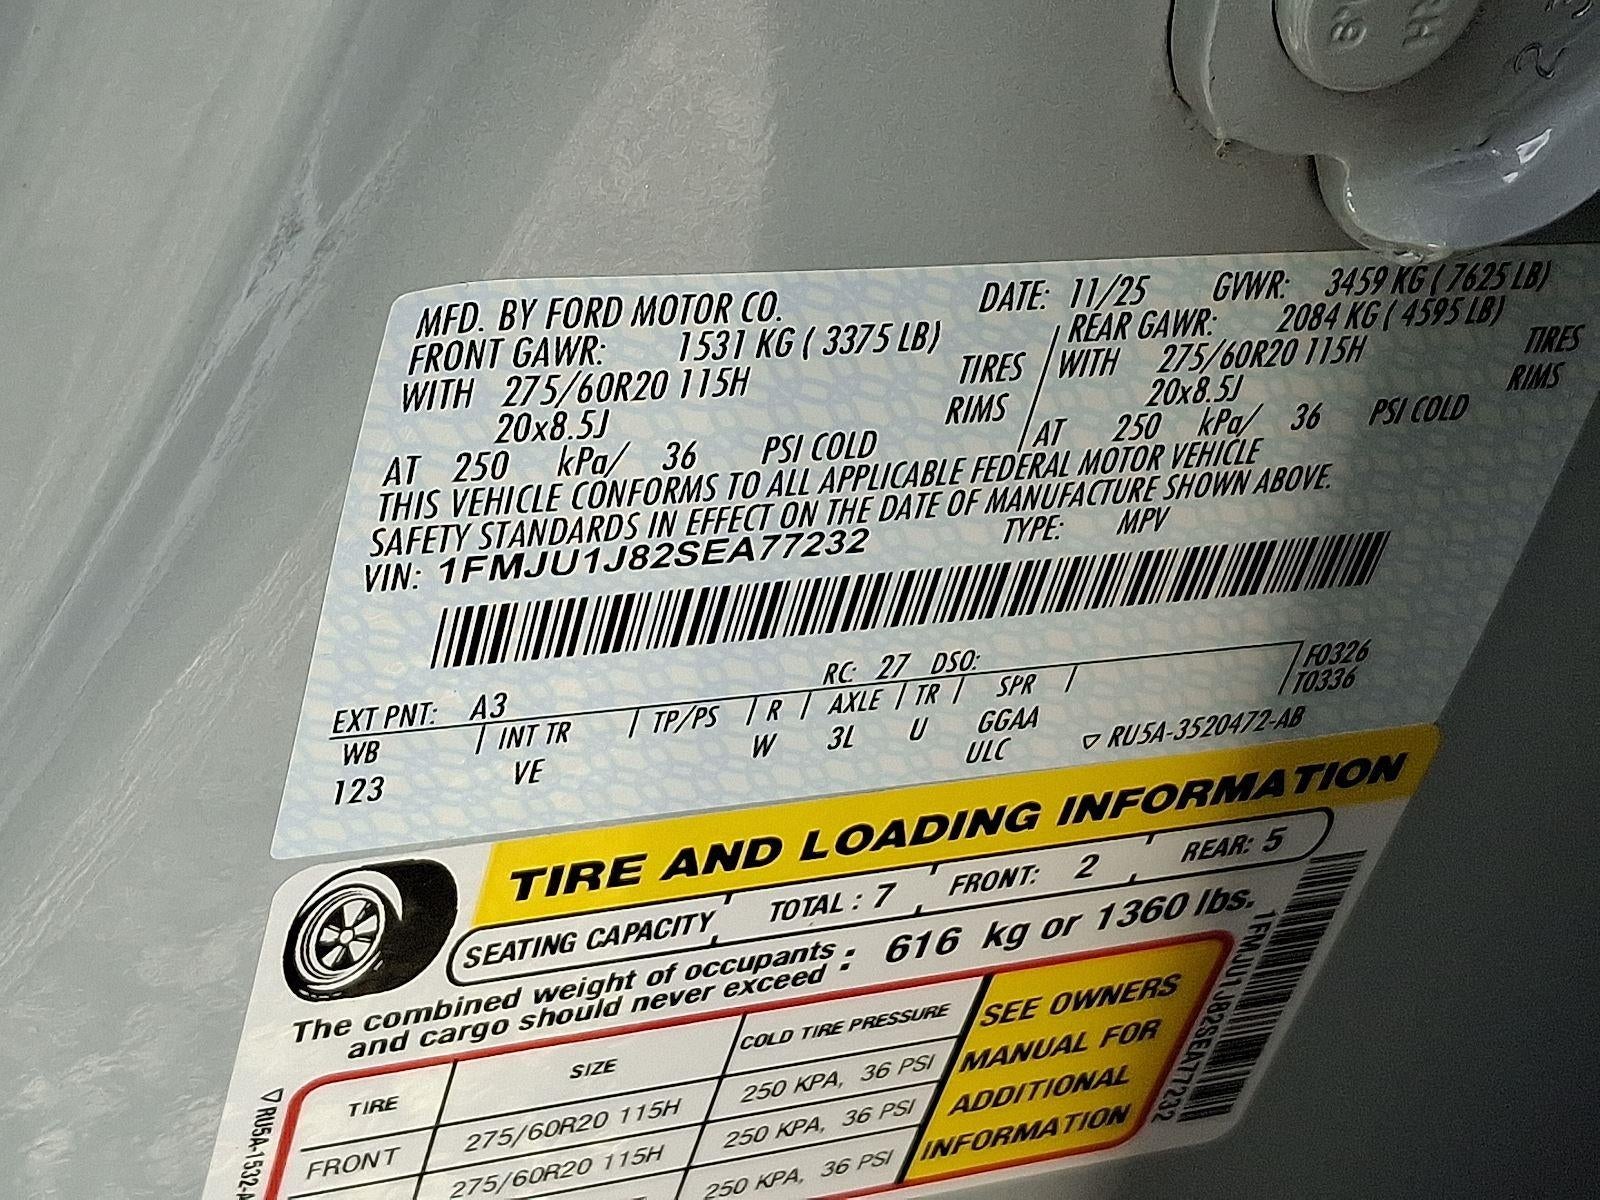 MFD. BY FORD MOTOR CO. DATE: 11/25 GVWR: 3459 KG ( 7625 LB)
FRONT GAWR: 1531 KG ( 3375 LB) REAR GAWR: 2084 KG ( 4595 LB)
WITH 275/60R20 115H TIRES WITH 275/60R20 115H TIRES
20x8.5J RIMS 20x8.5J RIMS
AT 250 kPa/ 36 PSI COLD AT 250 kPa/ 36 PSI COLD
THIS VEHICLE CONFORMS TO ALL APPLICABLE FEDERAL MOTOR VEHICLE
SAFETY STANDARDS IN EFFECT ON THE DATE OF MANUFACTURE SHOWN ABOVE.
VIN: 1FMJU1J82SEA77232 TYPE: MPV
EXT PNT: A3 RC: 27 DSO: F0326
WB INT TR TP/PS R AXLE TR SPR T0336
123 VE W 3L U GGAA
ULC ▽ RU5A-3520472-AB
TIRE AND LOADING INFORMATION
SEATING CAPACITY TOTAL : 7 FRONT: 2 REAR: 5
The combined weight of occupants and cargo should never exceed : 616 kg or 1360 lbs.
TIRE SIZE COLD TIRE PRESSURE
FRONT 275/60R20 115H 250 KPA, 36 PSI
275/60R20 115H 250 KPA, 36 PSI
250 KPA, 36 PSI
SEE OWNERS
MANUAL FOR
ADDITIONAL
INFORMATION
1FMJU1J82SEA77232
▽RU5A-1532-A